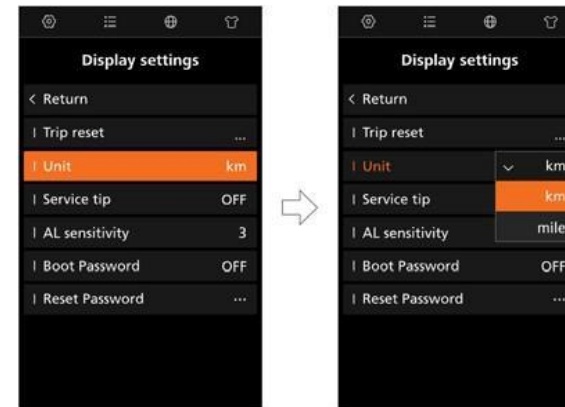 Display settings
< Return
| Trip reset ...
| Unit km
| Service tip OFF
| AL sensitivity 3
| Boot Password OFF
| Reset Password ...
Display settings
< Return
| Trip reset ...
| Unit km
km
| Service tip
mile
| AL sensitivity
| Boot Password OFF
| Reset Password ...